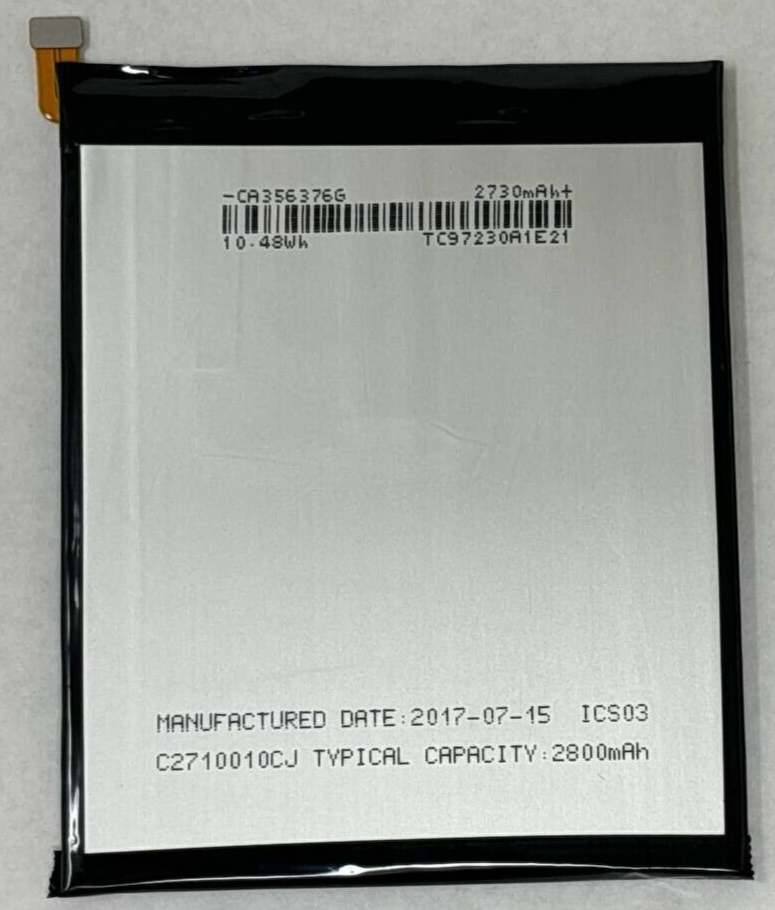 -CA356376G 2730mAh+
10.48Wh TC97230A1E21
MANUFACTURED DATE:2017-07-15 ICS03
C2710010CJ TYPICAL CAPACITY:2800mAh